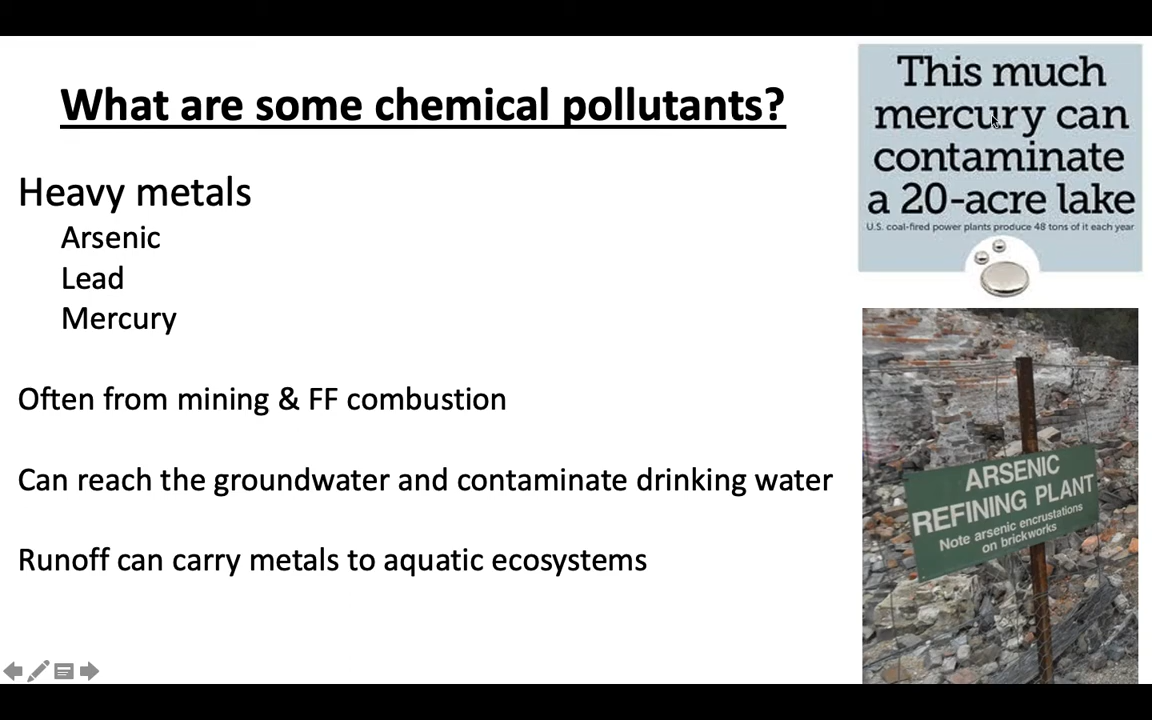 What are some chemical pollutants?
Heavy metals
Arsenic
Lead
Mercury
Often from mining & FF combustion
Can reach the groundwater and contaminate drinking water
Runoff can carry metals to aquatic ecosystems
This much
mercury can
contaminate
a 20-acre lake
U.S. coal-fired power plants produce 48 tons of it each year
ARSENIC
REFINING PLANT
Note arsenic encrustations
on brickworks